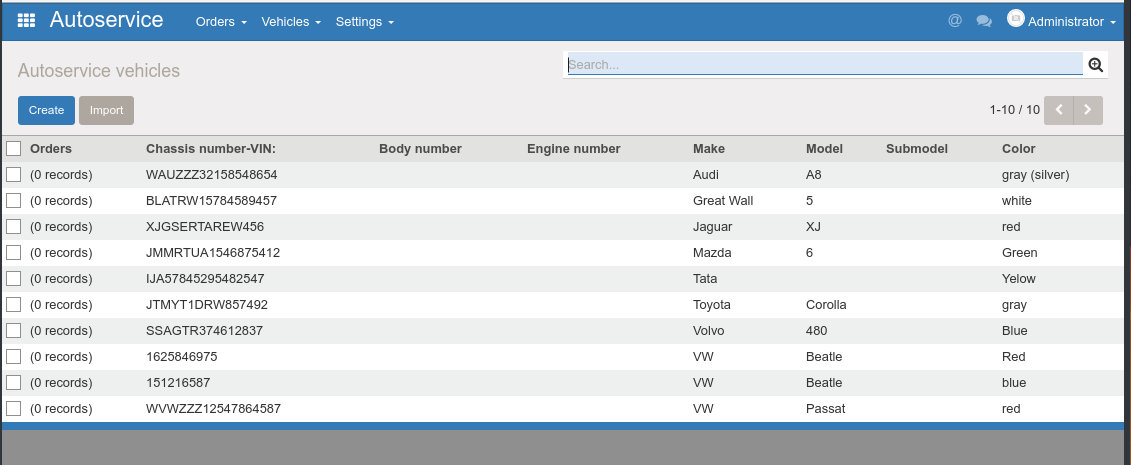 Autoservice Orders Vehicles Settings @ Administrator
Autoservice vehicles Search...
Create Import 1-10 / 10
Orders Chassis number-VIN: Body number Engine number Make Model Submodel Color
(0 records) WAUZZZ32158548654 Audi A8 gray (silver)
(0 records) BLATRW15784589457 Great Wall 5 white
(0 records) XJGSERTAREW456 Jaguar XJ red
(0 records) JMMRTUA1546875412 Mazda 6 Green
(0 records) IJA57845295482547 Tata Yelow
(0 records) JTMYT1DRW857492 Toyota Corolla gray
(0 records) SSAGTR374612837 Volvo 480 Blue
(0 records) 1625846975 VW Beatle Red
(0 records) 151216587 VW Beatle blue
(0 records) WVWZZZ12547864587 VW Passat red